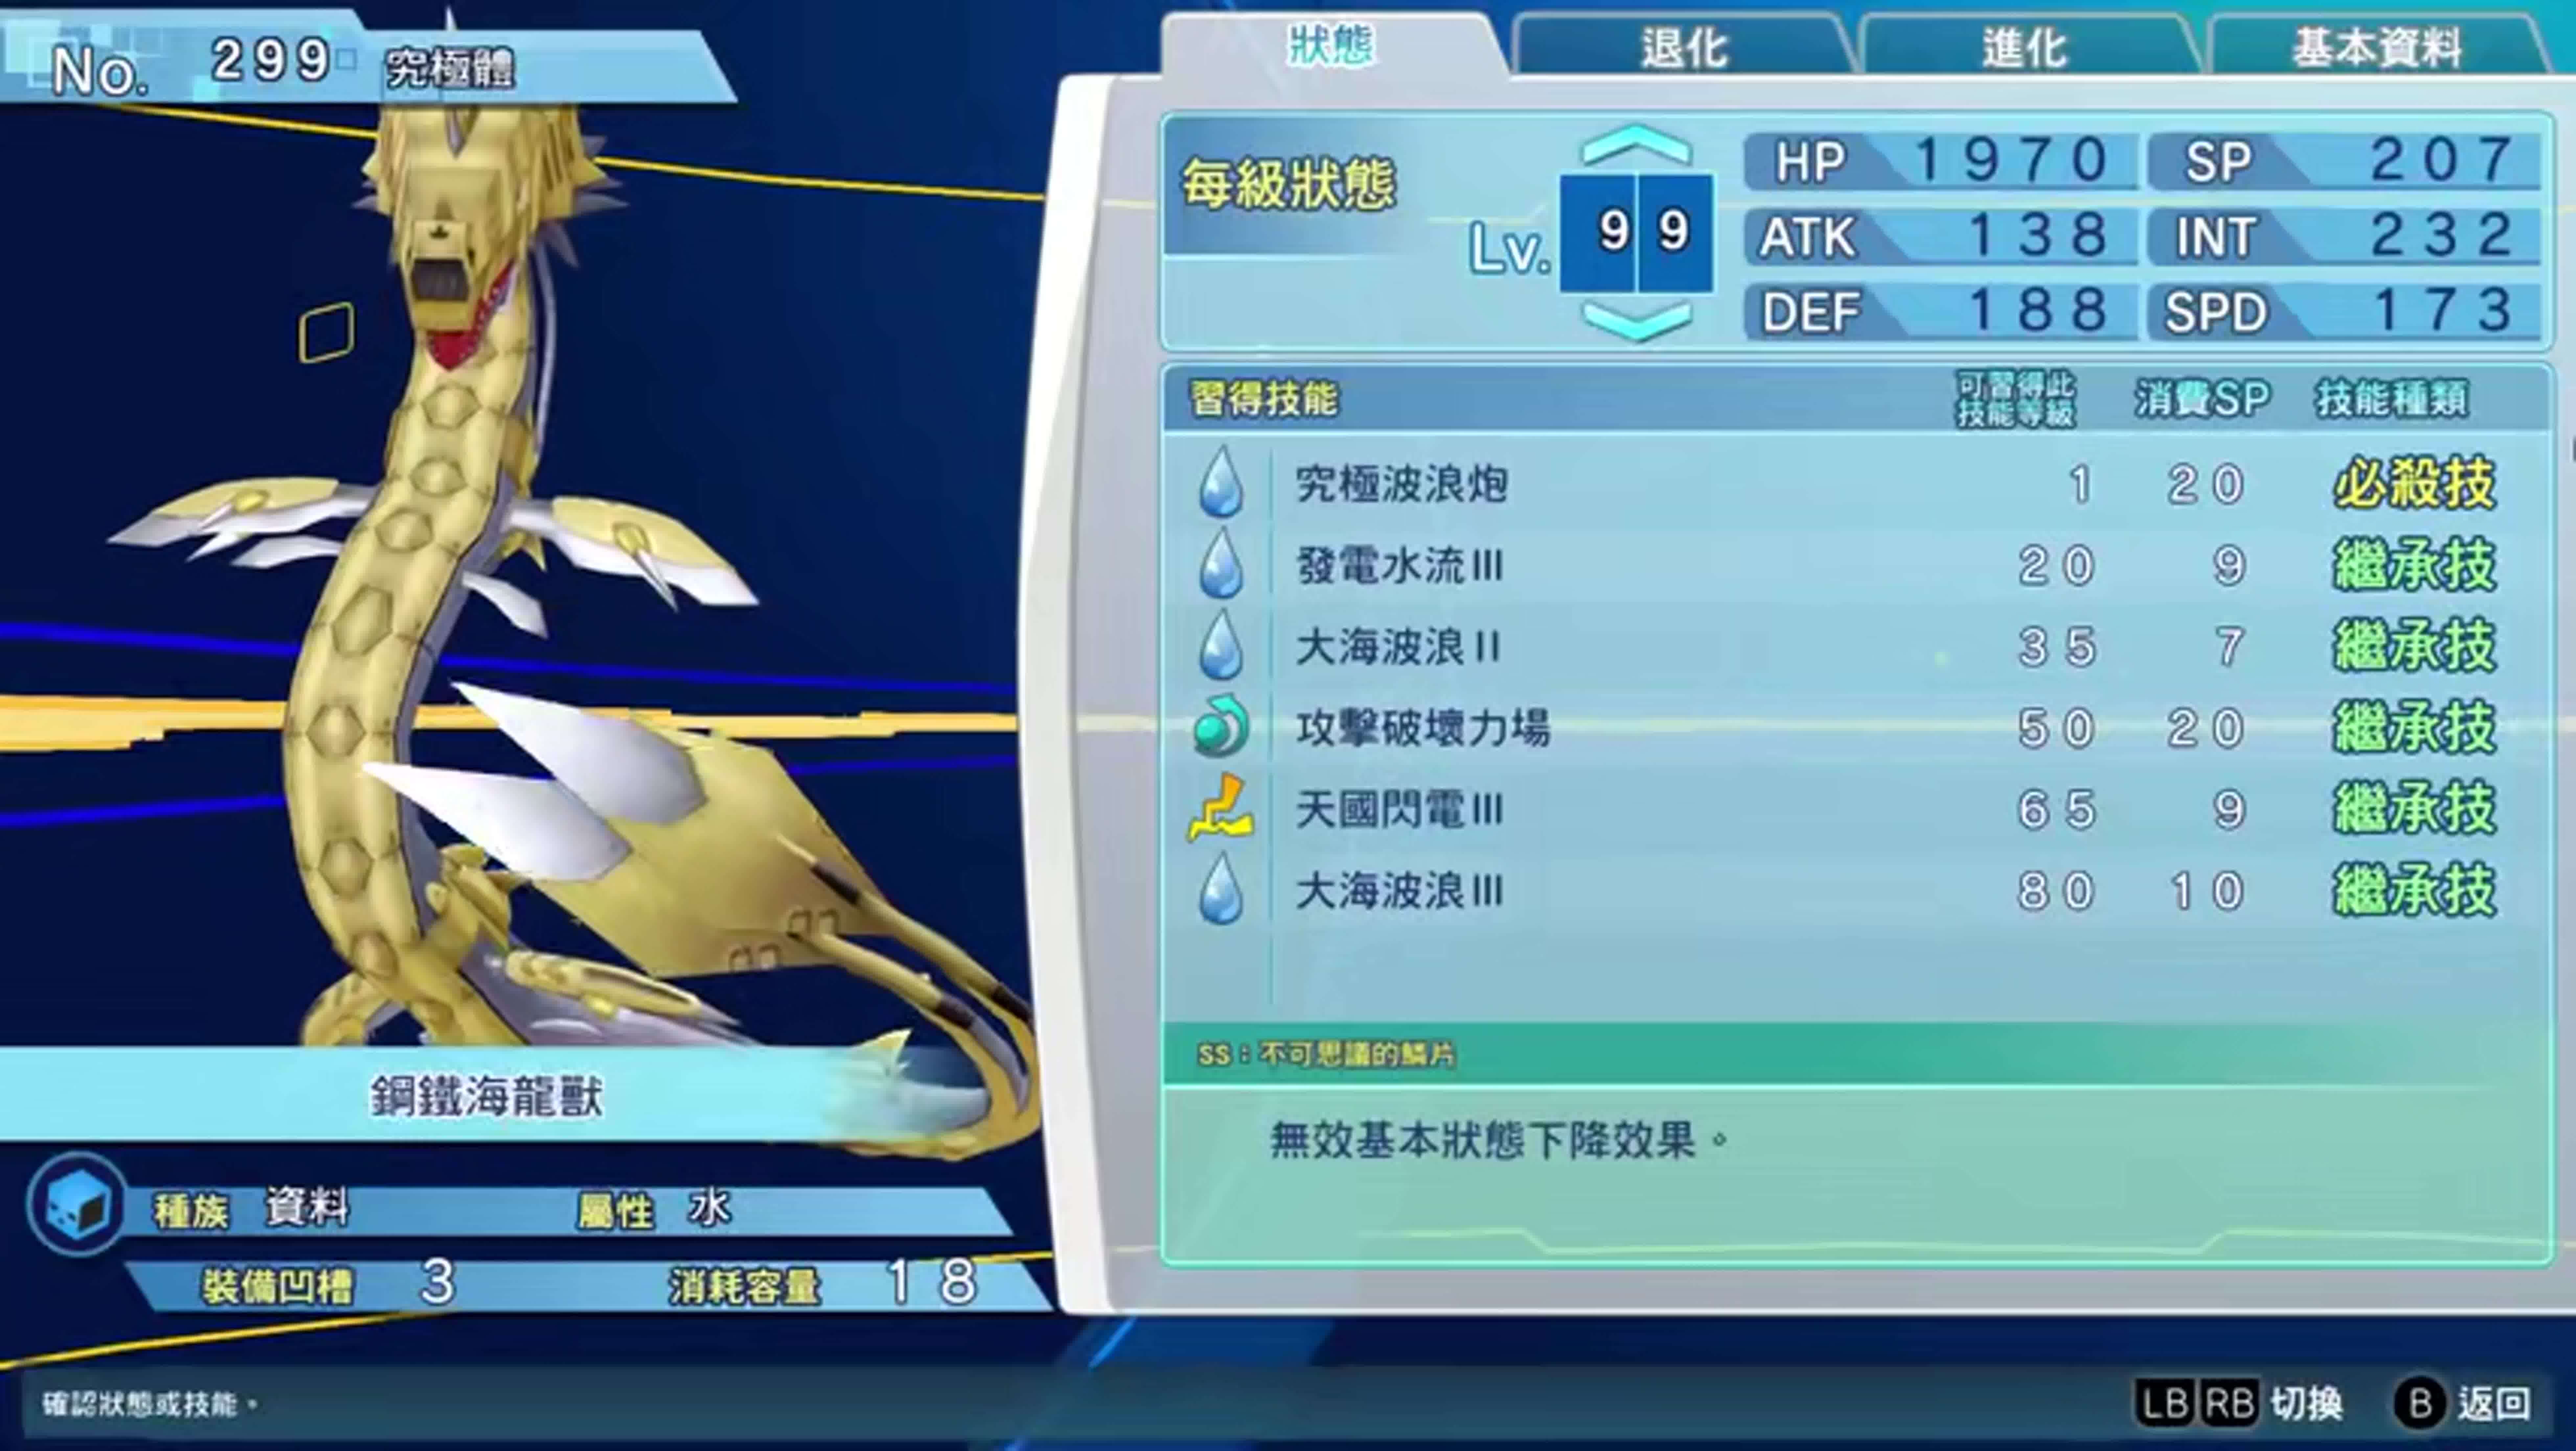 No. 299 究極體
狀態 退化 進化 基本資料
每級狀態
Lv. 99
HP 1970 SP 207
ATK 138 INT 232
DEF 188 SPD 173
習得技能 可習得此技能等級 消費SP 技能種類
究極波浪炮 1 20 必殺技
發電水流III 20 9 繼承技
大海波浪II 35 7 繼承技
攻擊破壞力場 50 20 繼承技
天國閃電III 65 9 繼承技
大海波浪III 80 10 繼承技
SS：不可思議的鱗片
無效基本狀態下降效果。
鋼鐵海龍獸
種族 資料 屬性 水
裝備凹槽 3 消耗容量 18
確認狀態或技能。
LB RB 切換 B 返回